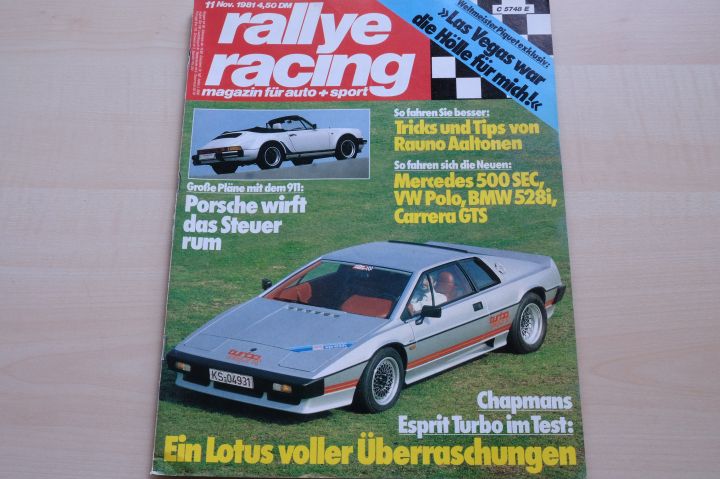 11 Nov. 1981 4,50 DM
C 5748 E
rallye
racing
magazin für auto + sport
Weltmeister Piquet exklusiv:
»Las Vegas war
die Hölle für mich!«
So fahren Sie besser:
Tricks und Tips von
Rauno Aaltonen
So fahren sich die Neuen:
Mercedes 500 SEC,
VW Polo, BMW 528i,
Carrera GTS
Große Pläne mit dem 911:
Porsche wirft
das Steuer
rum
turbo
turbo
KS-04931
Chapmans
Esprit Turbo im Test:
Ein Lotus voller Überraschungen